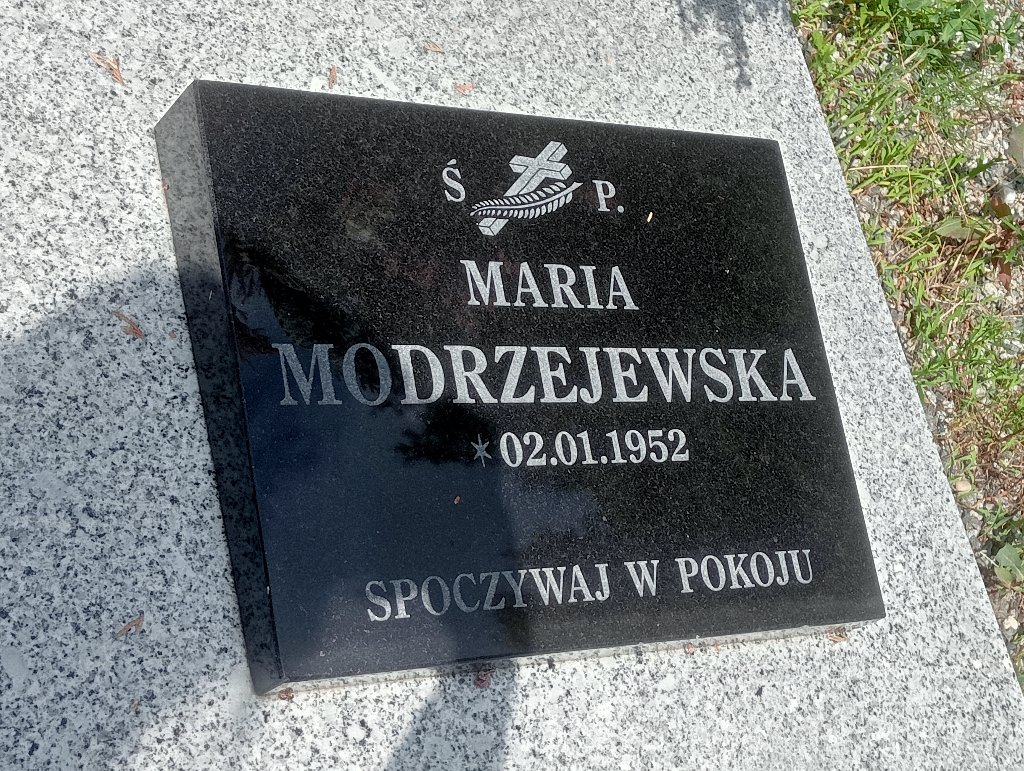 Ś P.
MARIA
MODRZEJEWSKA
* 02.01.1952
SPOCZYWAJ W POKOJU